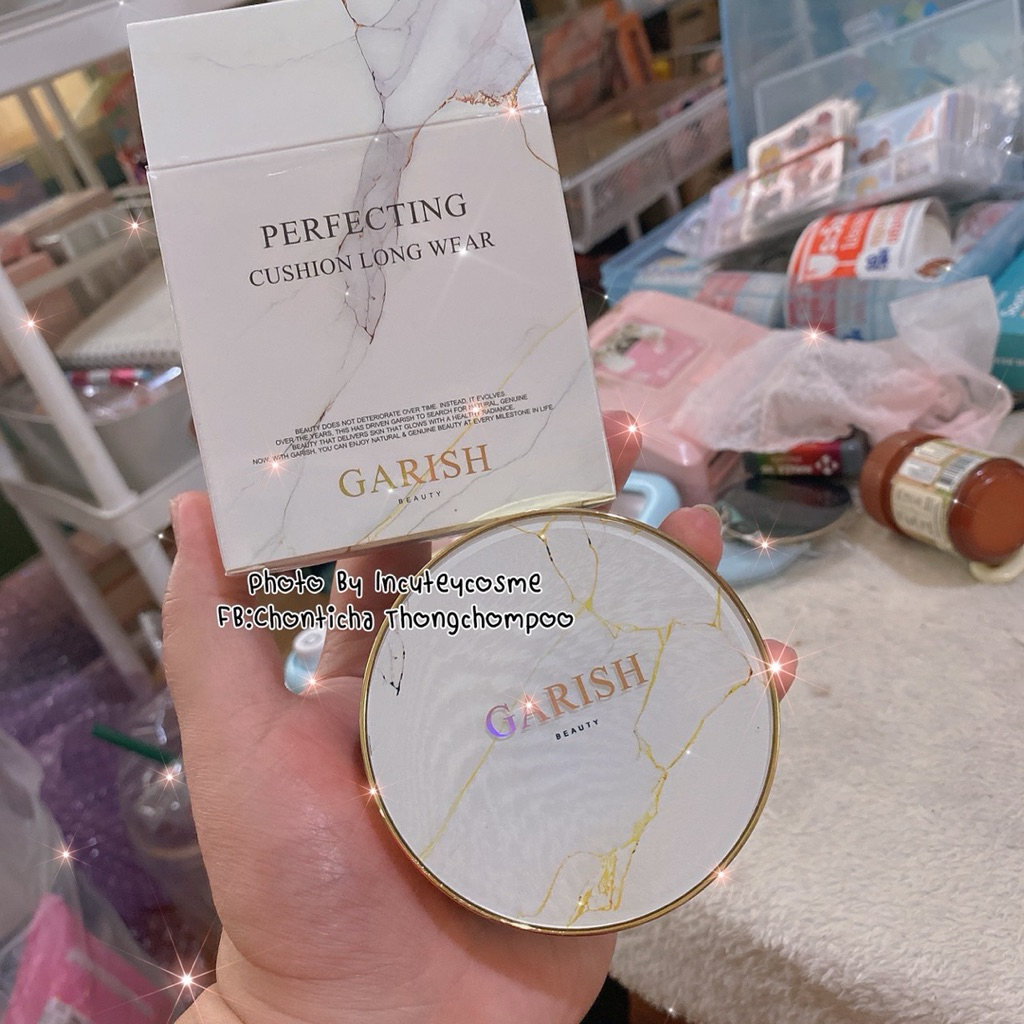 PERFECTING
CUSHION LONG WEAR
BEAUTY DOES NOT DETERIORATE OVER TIME. INSTEAD, IT EVOLVES.
OVER THE YEARS, THIS HAS DRIVEN GARISH TO SEARCH FOR NATURAL, GENUINE
BEAUTY THAT DELIVERS SKIN THAT GLOWS WITH A HEALTHY RADIANCE.
NOW, WITH GARISH, YOU CAN ENJOY NATURAL & GENUINE BEAUTY AT EVERY MILESTONE IN LIFE.
GARISH
BEAUTY
Photo By Incuteycosme
FB:Chonticha Thongchompoo
GARISH
BEAUTY